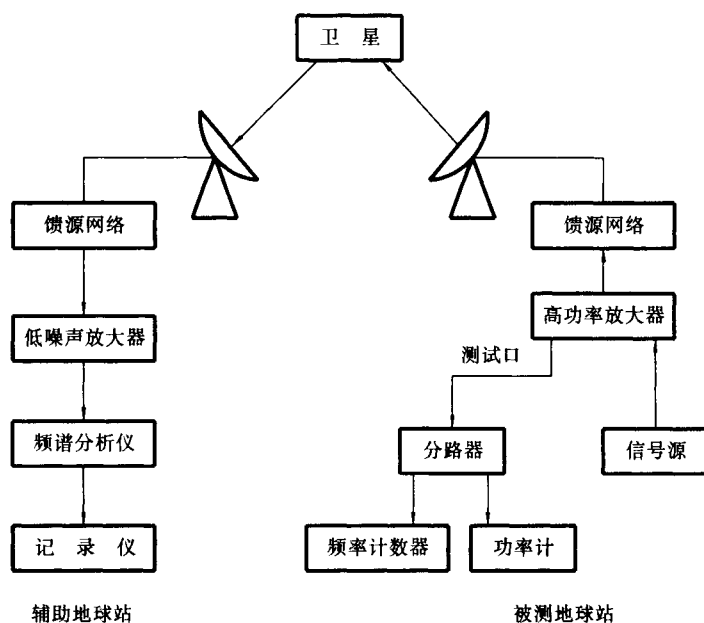 卫 星
馈源网络
馈源网络
高功率放大器
低噪声放大器
测试口
频谱分析仪
分路器
信号源
记 录 仪
频率计数器
功率计
辅助地球站
被测地球站